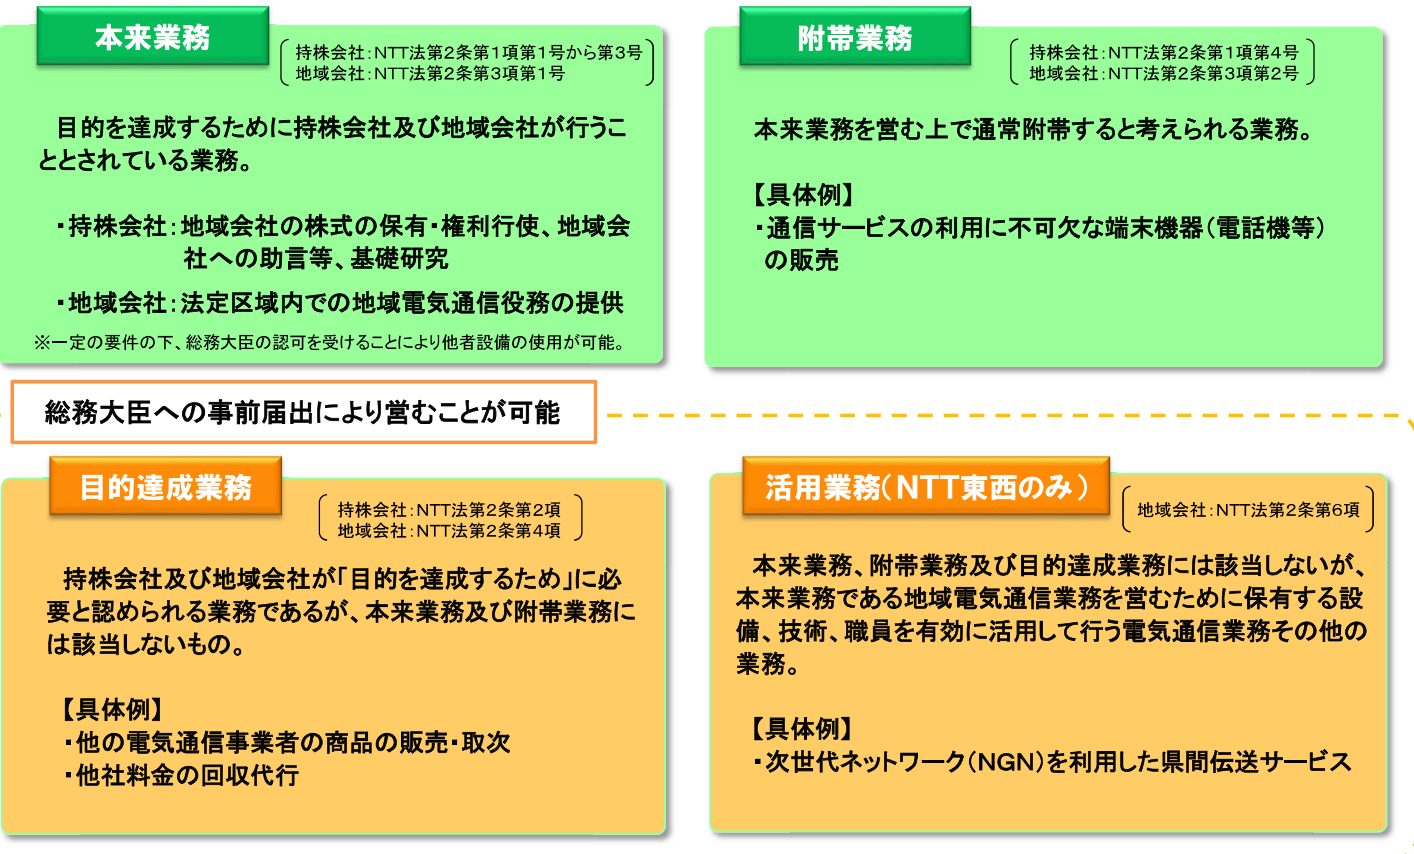 本来業務
持株会社：NTT法第2条第1項第1号から第3号
地域会社：NTT法第2条第3項第1号
目的を達成するために持株会社及び地域会社が行うこ
ととされている業務。
・持株会社：地域会社の株式の保有・権利行使、地域会
社への助言等、基礎研究
・地域会社：法定区域内での地域電気通信役務の提供
※一定の要件の下、総務大臣の認可を受けることにより他者設備の使用が可能。
附帯業務
持株会社：NTT法第2条第1項第4号
地域会社：NTT法第2条第3項第2号
本来業務を営む上で通常附帯すると考えられる業務。
【具体例】
・通信サービスの利用に不可欠な端末機器（電話機等）
の販売
総務大臣への事前届出により営むことが可能
目的達成業務
持株会社：NTT法第2条第2項
地域会社：NTT法第2条第4項
持株会社及び地域会社が「目的を達成するため」に必
要と認められる業務であるが、本来業務及び附帯業務に
は該当しないもの。
【具体例】
・他の電気通信事業者の商品の販売・取次
・他社料金の回収代行
活用業務（NTT東西のみ）
地域会社：NTT法第2条第6項
本来業務、附帯業務及び目的達成業務には該当しないが、
本来業務である地域電気通信業務を営むために保有する設
備、技術、職員を有効に活用して行う電気通信業務その他の
業務。
【具体例】
・次世代ネットワーク（NGN）を利用した県間伝送サービス